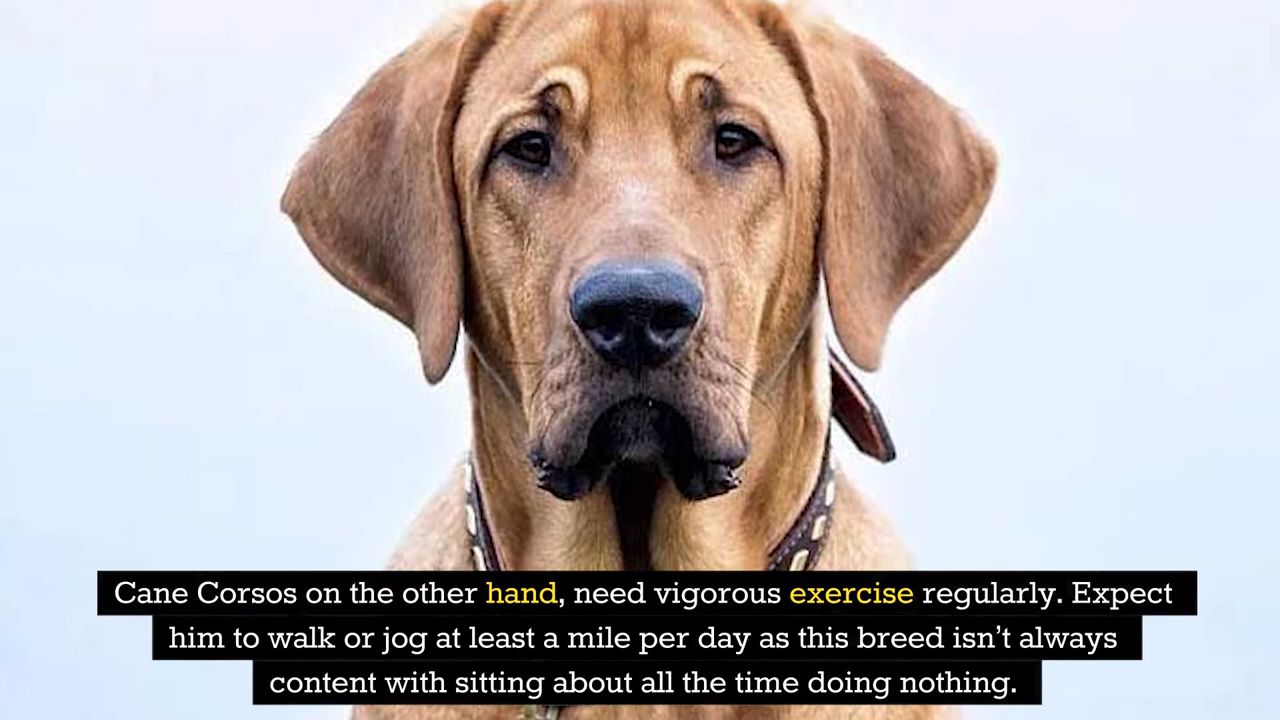 Cane Corsos on the other hand, need vigorous exercise regularly. Expect
him to walk or jog at least a mile per day as this breed isn’t always
content with sitting about all the time doing nothing.